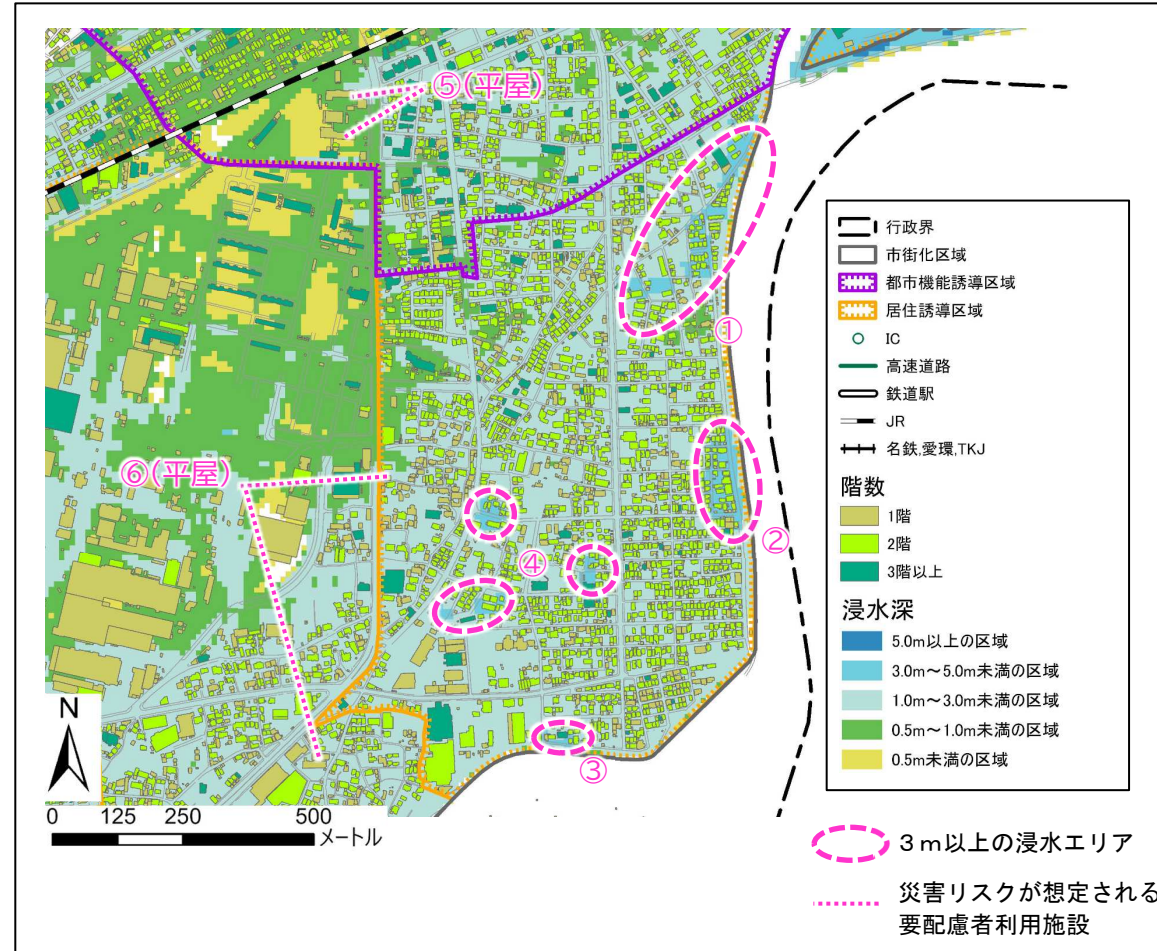 ⑤(平屋)
①
⑥(平屋)
②
④
③
N
0 125 250 500
メートル
行政界
市街化区域
都市機能誘導区域
居住誘導区域
IC
高速道路
鉄道駅
JR
名鉄,愛環,TKJ
階数
1階
2階
3階以上
浸水深
5.0m以上の区域
3.0m～5.0m未満の区域
1.0m～3.0m未満の区域
0.5m～1.0m未満の区域
0.5m未満の区域
3m以上の浸水エリア
災害リスクが想定される
要配慮者利用施設